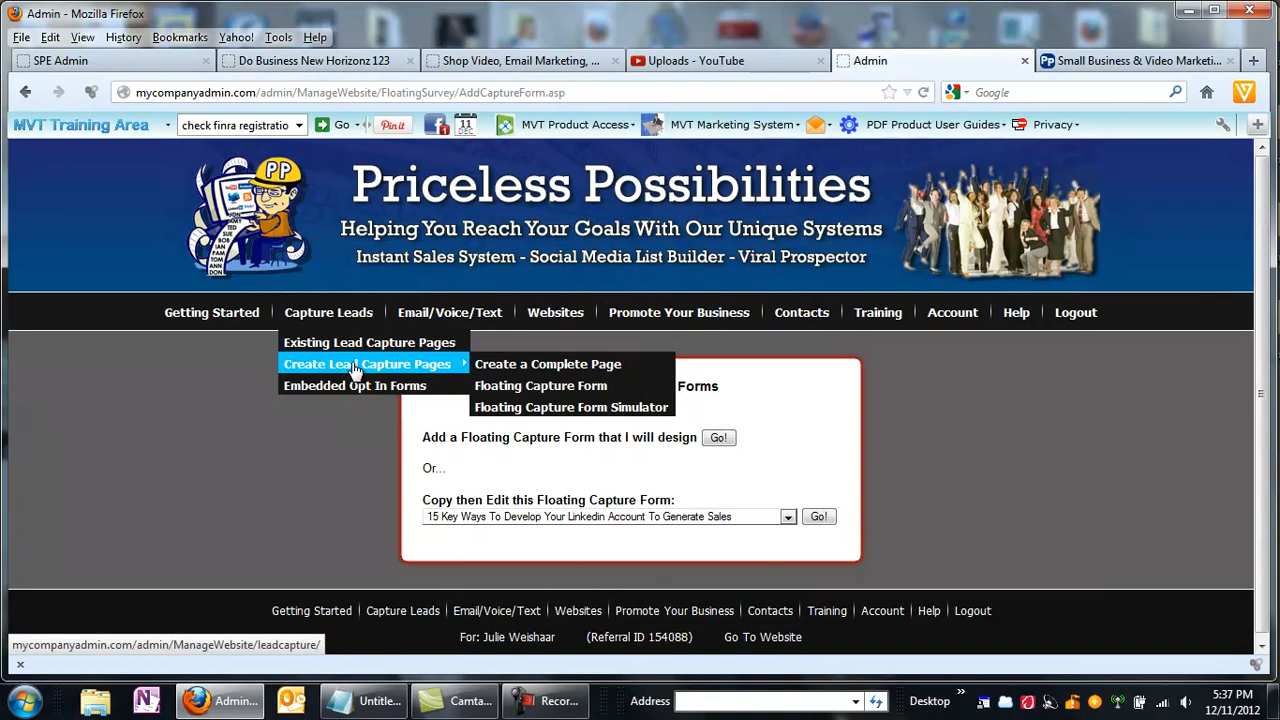 Admin - Mozilla Firefox
File Edit View History Bookmarks Yahoo! Tools Help
SPE Admin
Do Business New Horizonz 123
Shop Video, Email Marketing, ...
Uploads - YouTube
Admin
Small Business & Video Marketi...
mycompanyadmin.com/admin/ManageWebsite/FloatingSurvey/AddCaptureForm.asp
Google
MVT Training Area
check finra registratio
Go
Pin it
11 DEC
MVT Product Access
MVT Marketing System
PDF Product User Guides
Privacy
PP
Priceless Possibilities
Helping You Reach Your Goals With Our Unique Systems
Instant Sales System - Social Media List Builder - Viral Prospector
Getting Started
Capture Leads
Email/Voice/Text
Websites
Promote Your Business
Contacts
Training
Account
Help
Logout
Existing Lead Capture Pages
Create Lead Capture Pages
Embedded Opt In Forms
Create a Complete Page
Floating Capture Form
Floating Capture Form Simulator
Forms
Add a Floating Capture Form that I will design Go!
Or...
Copy then Edit this Floating Capture Form:
15 Key Ways To Develop Your Linkedin Account To Generate Sales Go!
Getting Started | Capture Leads | Email/Voice/Text | Websites | Promote Your Business | Contacts | Training | Account | Help | Logout
For: Julie Weishaar (Referral ID 154088) Go To Website
mycompanyadmin.com/admin/ManageWebsite/leadcapture/
Admin...
Untitle...
Camta...
Recor...
Address
Desktop
5:37 PM
12/11/2012